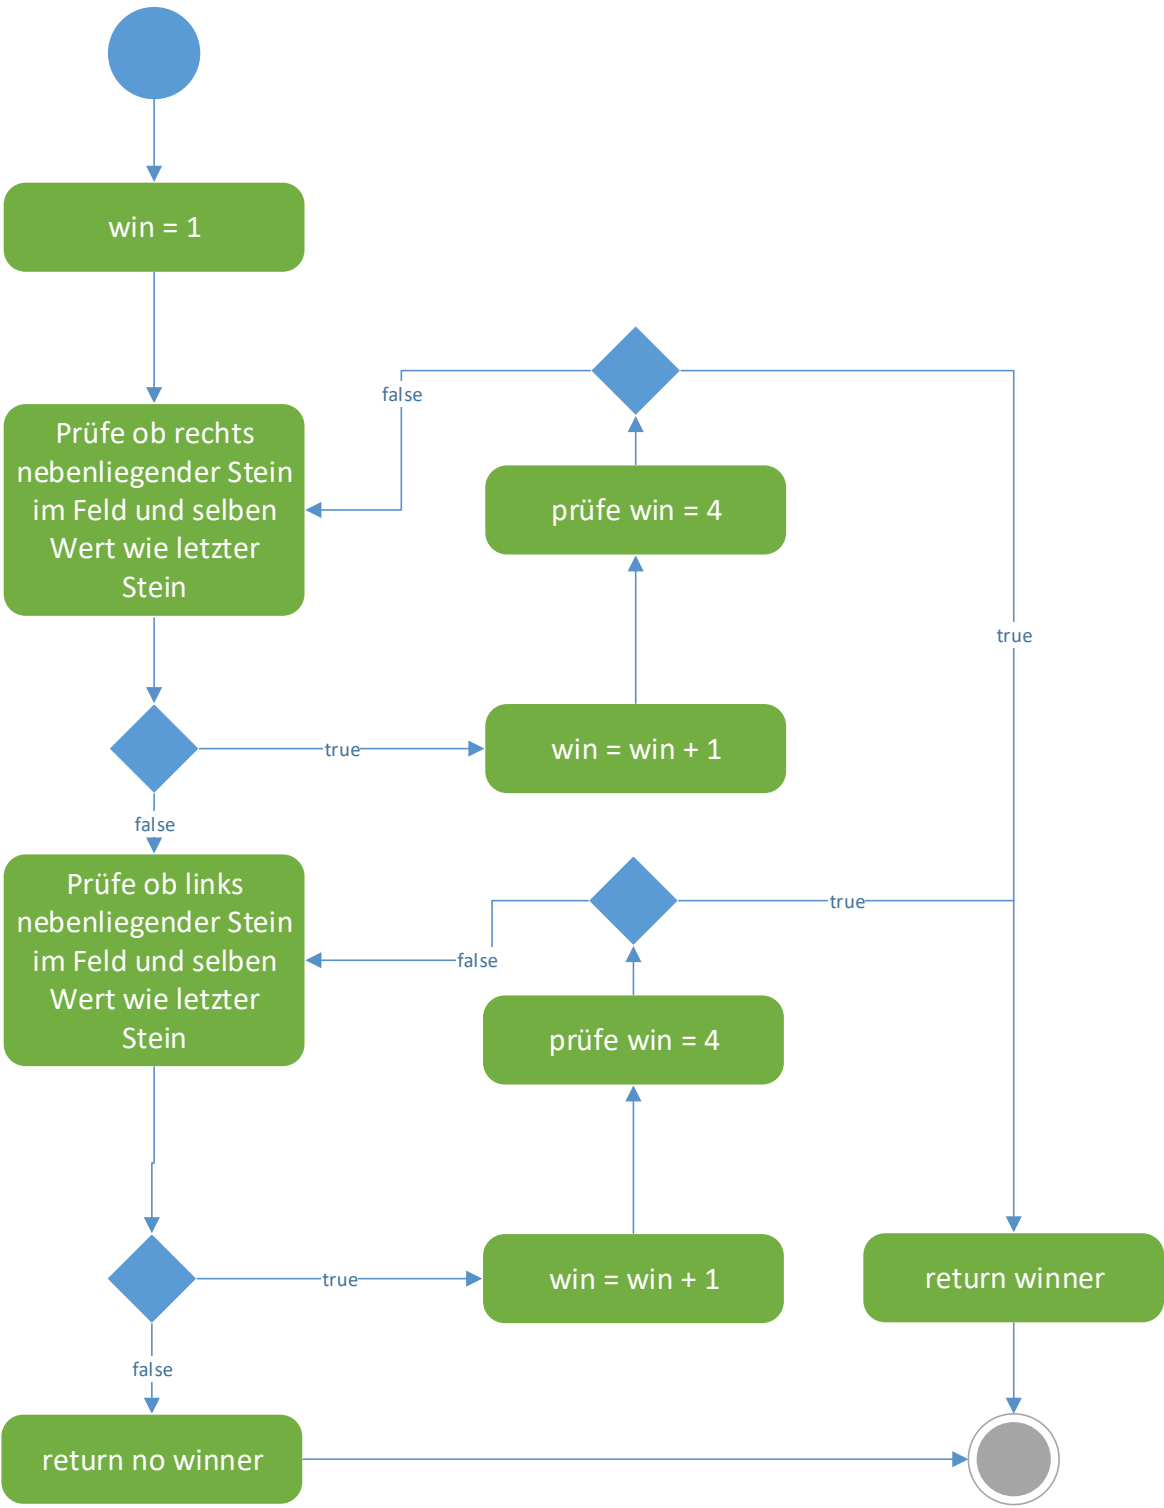 win = 1
false
Prüfe ob rechts
nebenliegender Stein
im Feld und selben
Wert wie letzter
Stein
prüfe win = 4
true
true
win = win + 1
false
Prüfe ob links
nebenliegender Stein
im Feld und selben
Wert wie letzter
Stein
true
false
prüfe win = 4
true
win = win + 1
return winner
false
return no winner